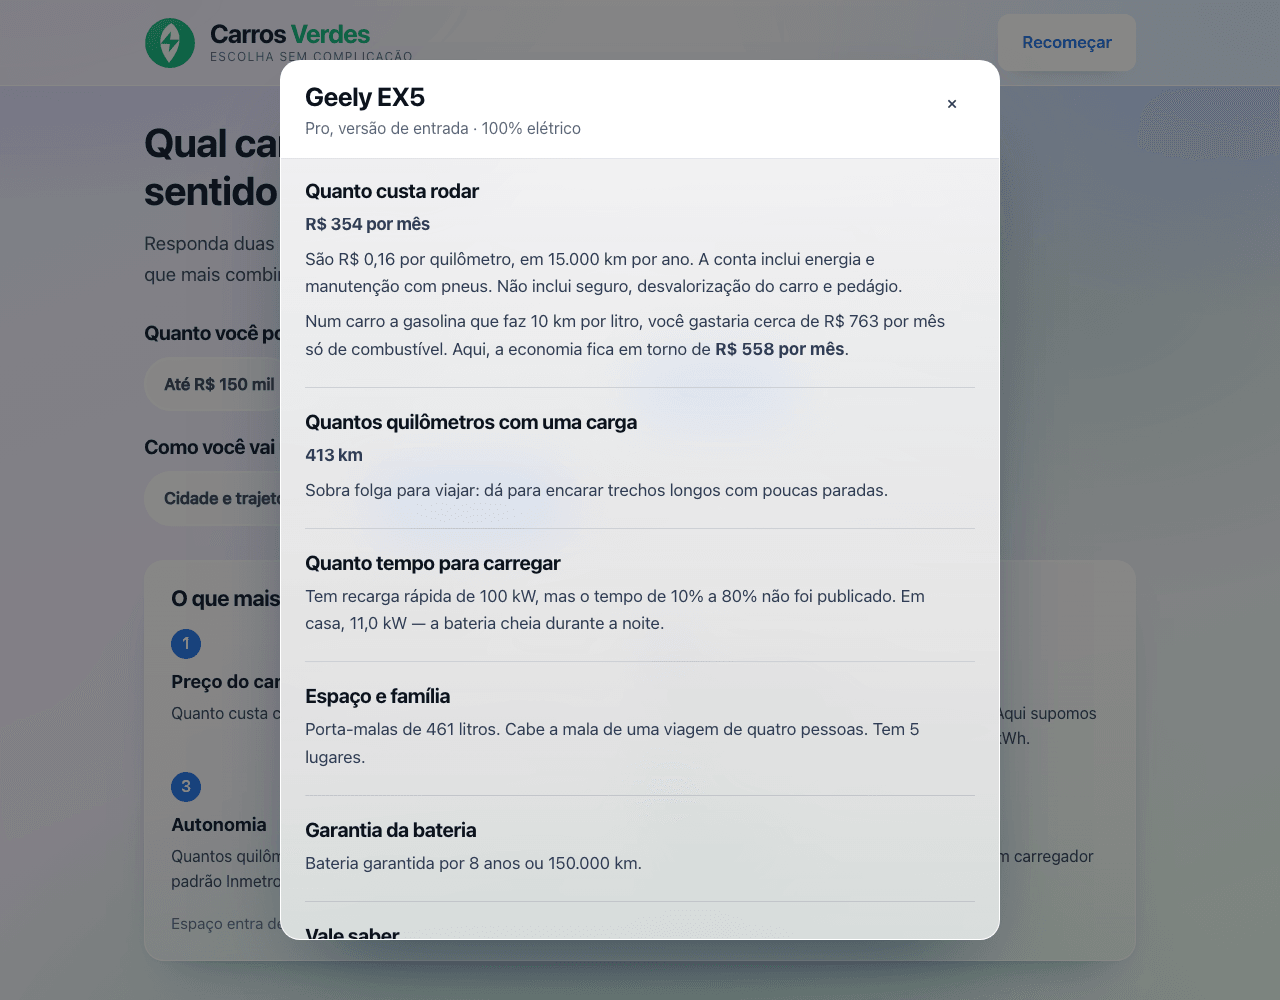 Carros Verdes
ESCOLHA SEM COMPLICAÇÃO
Recomeçar
Geely EX5
×
Pro, versão de entrada · 100% elétrico
Quanto custa rodar
R$ 354 por mês
São R$ 0,16 por quilômetro, em 15.000 km por ano. A conta inclui energia e
manutenção com pneus. Não inclui seguro, desvalorização do carro e pedágio.
Num carro a gasolina que faz 10 km por litro, você gastaria cerca de R$ 763 por mês
só de combustível. Aqui, a economia fica em torno de R$ 558 por mês.
Quantos quilômetros com uma carga
413 km
Sobra folga para viajar: dá para encarar trechos longos com poucas paradas.
Quanto tempo para carregar
Tem recarga rápida de 100 kW, mas o tempo de 10% a 80% não foi publicado. Em
casa, 11,0 kW — a bateria cheia durante a noite.
Espaço e família
Porta-malas de 461 litros. Cabe a mala de uma viagem de quatro pessoas. Tem 5
lugares.
Garantia da bateria
Bateria garantida por 8 anos ou 150.000 km.
Vale saber
Qual
sentido
Responda duas
que mais
Quanto você
Até R$ 150 mil
Como você vai
Cidade e
O que mais
1
Preço do
Quanto custa
Aqui supomos
3
Autonomia
Quantos
carregador
padrão Inmetro
Espaço entra